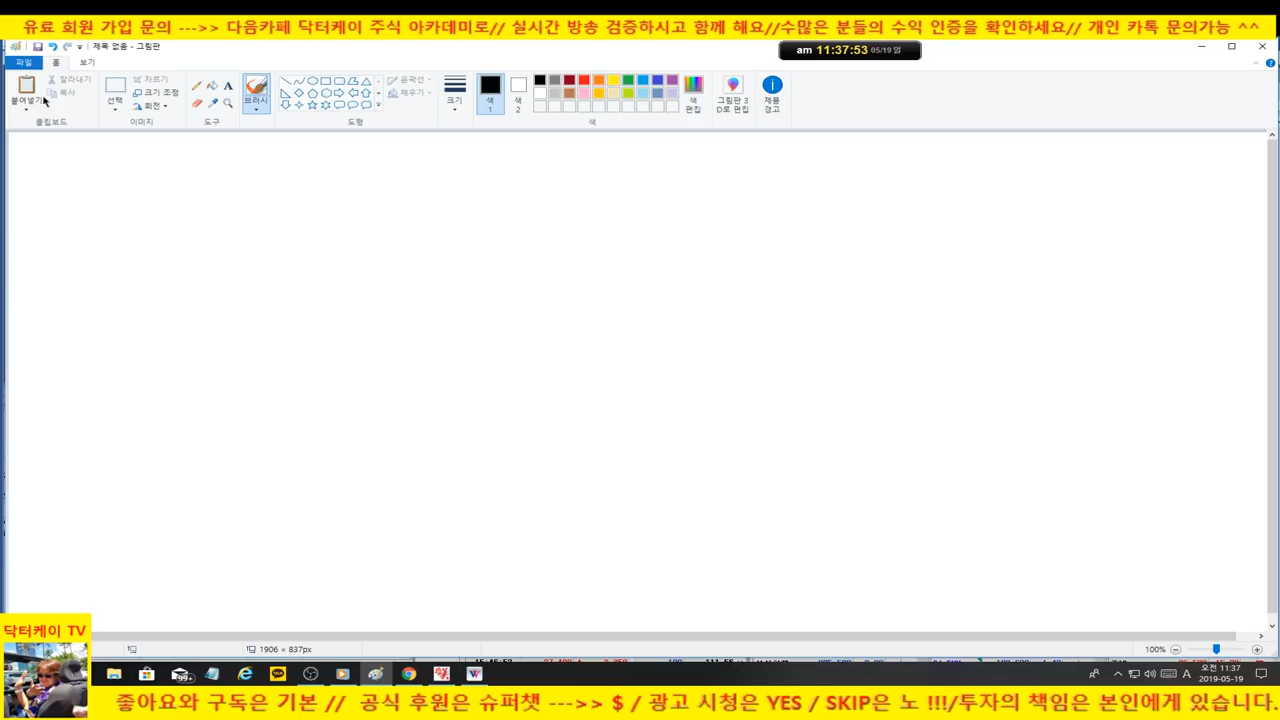 유료 회원 가입 문의 --->> 다음카페 닥터케이 주식 아카데미로// 실시간 방송 검증하시고 함께 해요//수많은 분들의 수익 인증을 확인하세요// 개인 카톡 문의가능 ^^
제목 없음 - 그림판
am 11:37:53 05/19 일
파일 홈 보기
붙여넣기
잘라내기
복사
클립보드
선택
자르기
크기 조정
회전
이미지
도구
브러시
윤곽선
채우기
도형
크기
색 1
색 2
색 편집
색
그림판 3D로 편집
제품 경고
닥터케이 TV
1906 × 837px
100%
99+
TALK
A
오전 11:37
2019-05-19
좋아요와 구독은 기본 // 공식 후원은 슈퍼챗 --->> $ / 광고 시청은 YES / SKIP은 노 !!!/투자의 책임은 본인에게 있습니다.